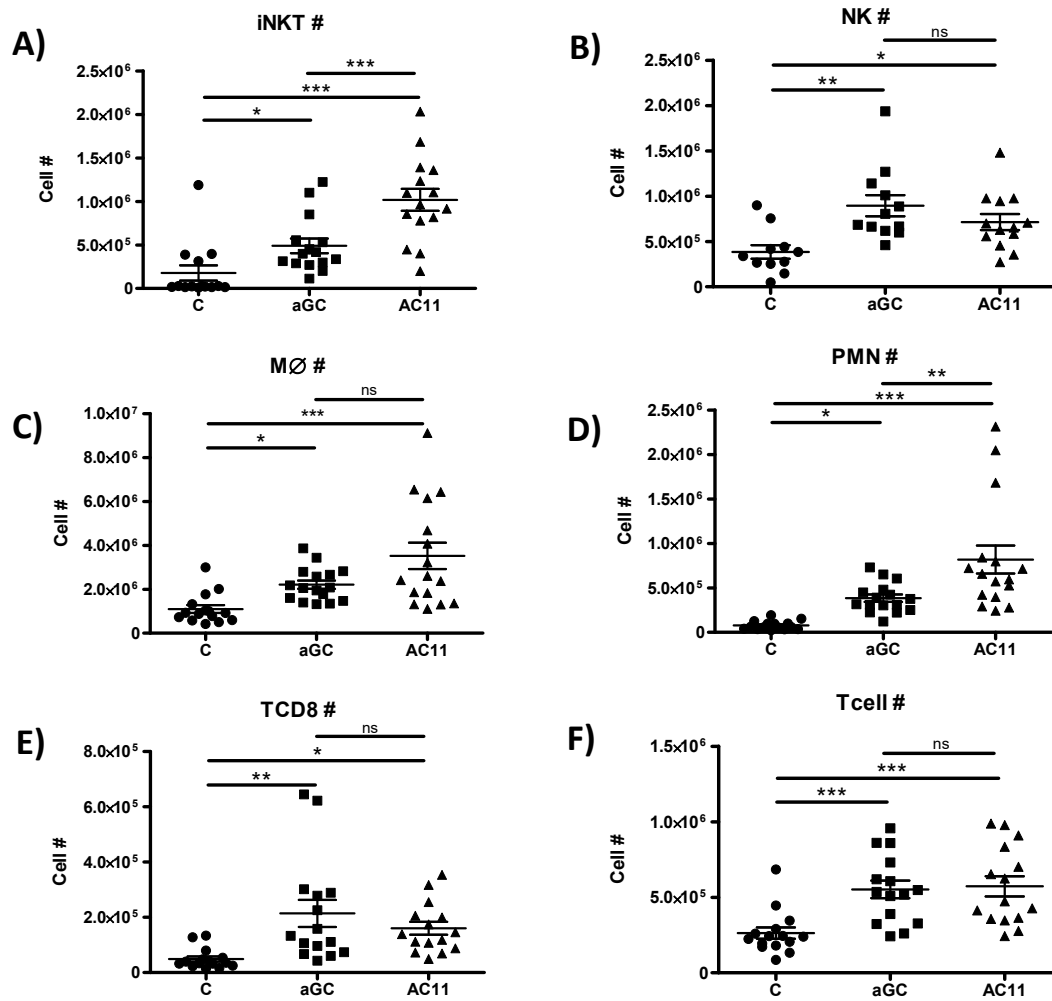 A)
iNKT #
***
***
*
2.5×10⁶
2.0×10⁶
1.5×10⁶
1.0×10⁶
5.0×10⁵
0
Cell #
C aGC AC11
B)
NK #
ns
*
**
2.5×10⁶
2.0×10⁶
1.5×10⁶
1.0×10⁶
5.0×10⁵
0
Cell #
C aGC AC11
C)
MØ #
ns
***
*
1.0×10⁷
8.0×10⁶
6.0×10⁶
4.0×10⁶
2.0×10⁶
0
Cell #
C aGC AC11
D)
PMN #
**
***
*
2.5×10⁶
2.0×10⁶
1.5×10⁶
1.0×10⁶
5.0×10⁵
0
Cell #
C aGC AC11
E)
TCD8 #
ns
*
**
8.0×10⁵
6.0×10⁵
4.0×10⁵
2.0×10⁵
0
Cell #
C aGC AC11
F)
Tcell #
ns
***
***
1.5×10⁶
1.0×10⁶
5.0×10⁵
0
Cell #
C aGC AC11